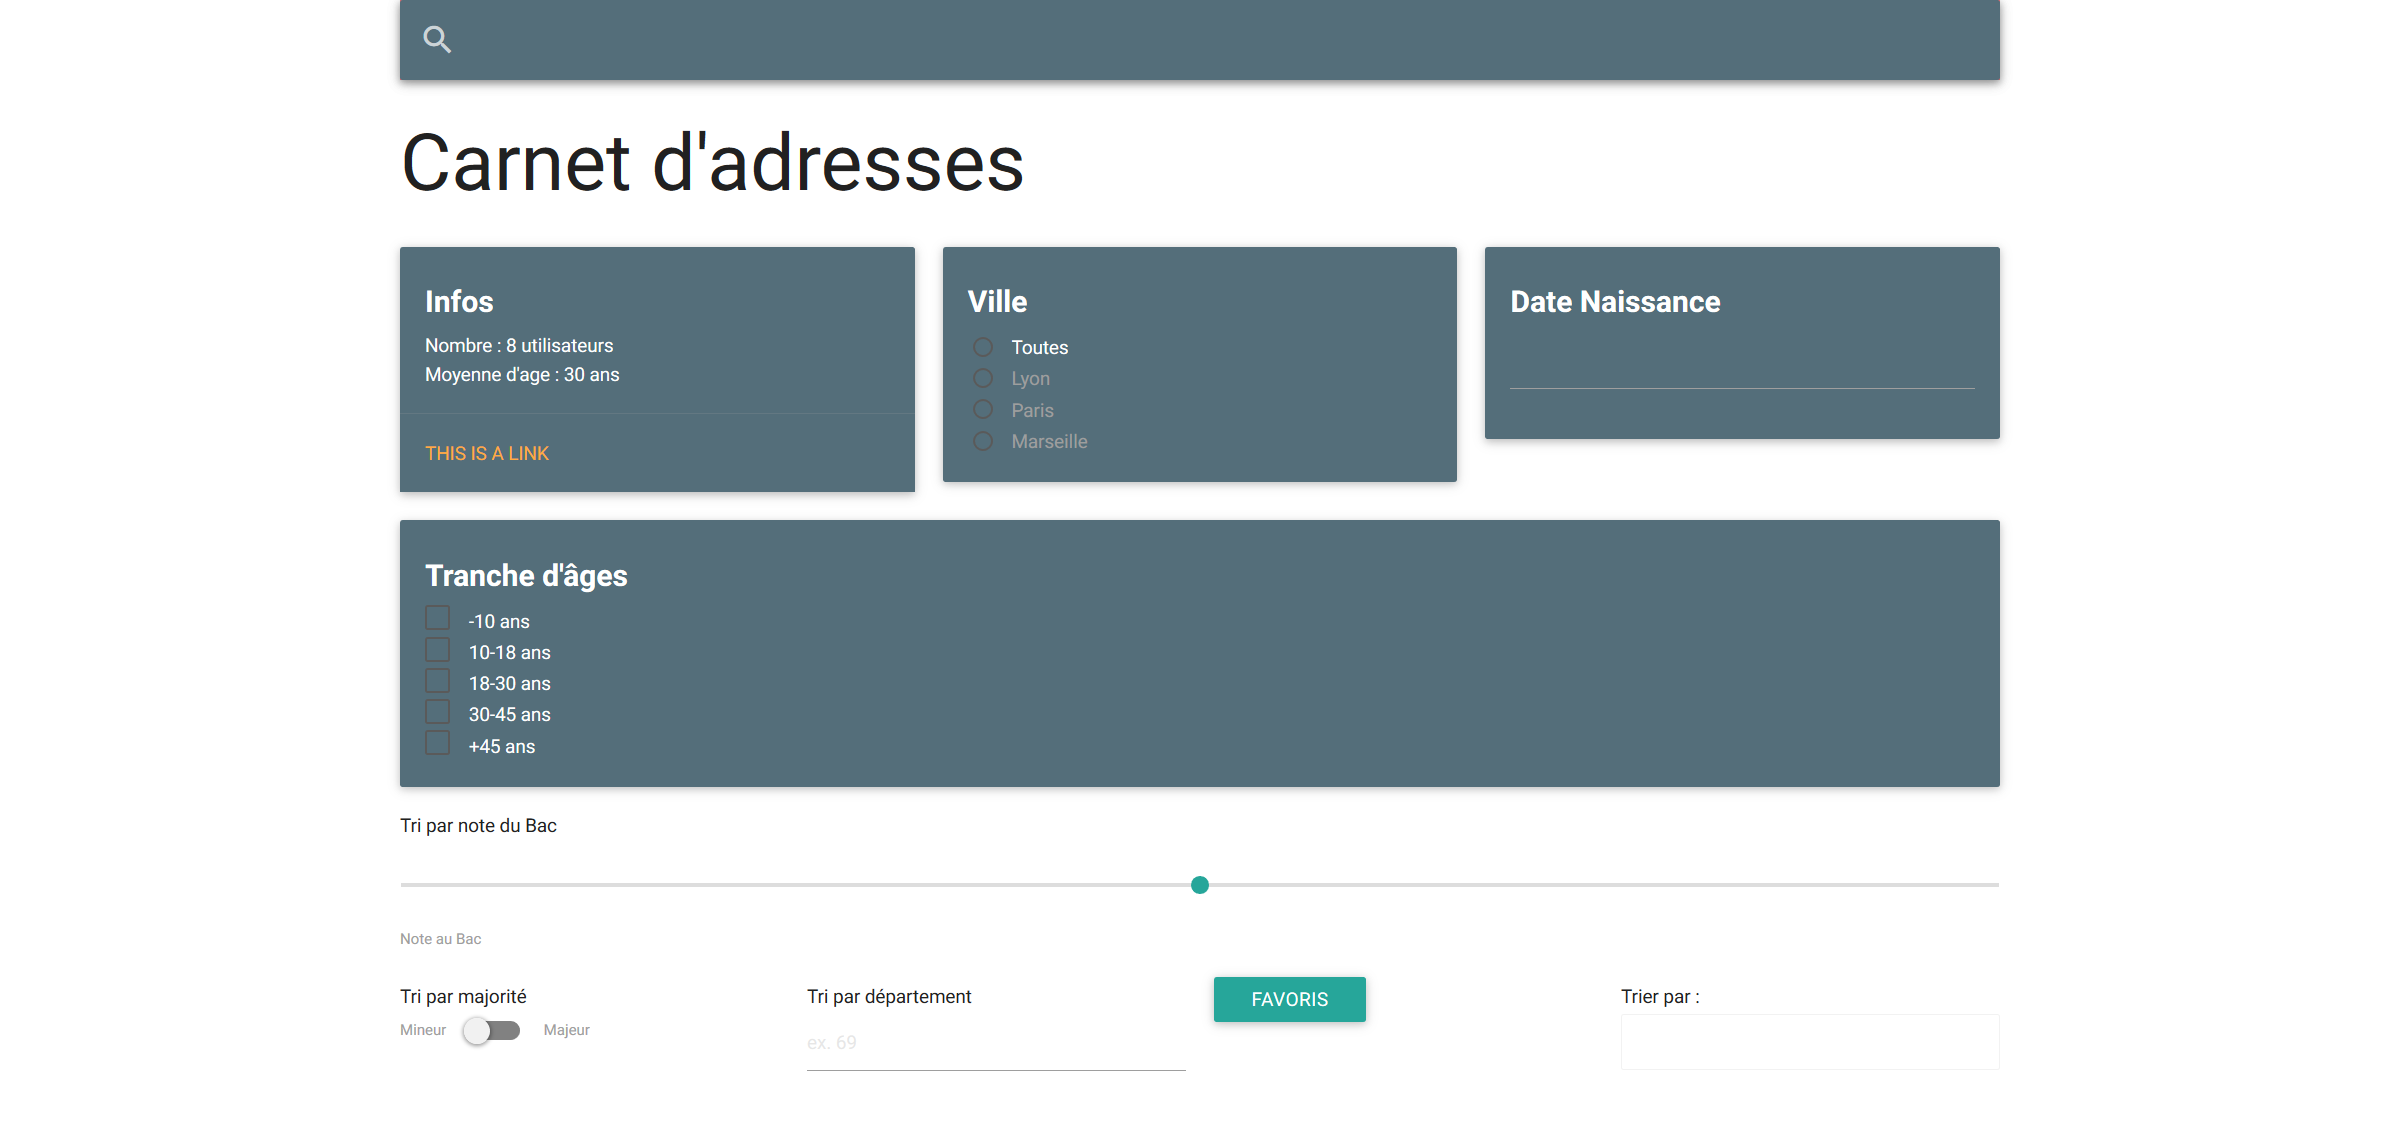 Carnet d'adresses
Infos
Nombre : 8 utilisateurs
Moyenne d'age : 30 ans
THIS IS A LINK
Ville
Toutes
Lyon
Paris
Marseille
Date Naissance
Tranche d'âges
-10 ans
10-18 ans
18-30 ans
30-45 ans
+45 ans
Tri par note du Bac
Note au Bac
Tri par majorité
Mineur Majeur
Tri par département
ex. 69
FAVORIS
Trier par :